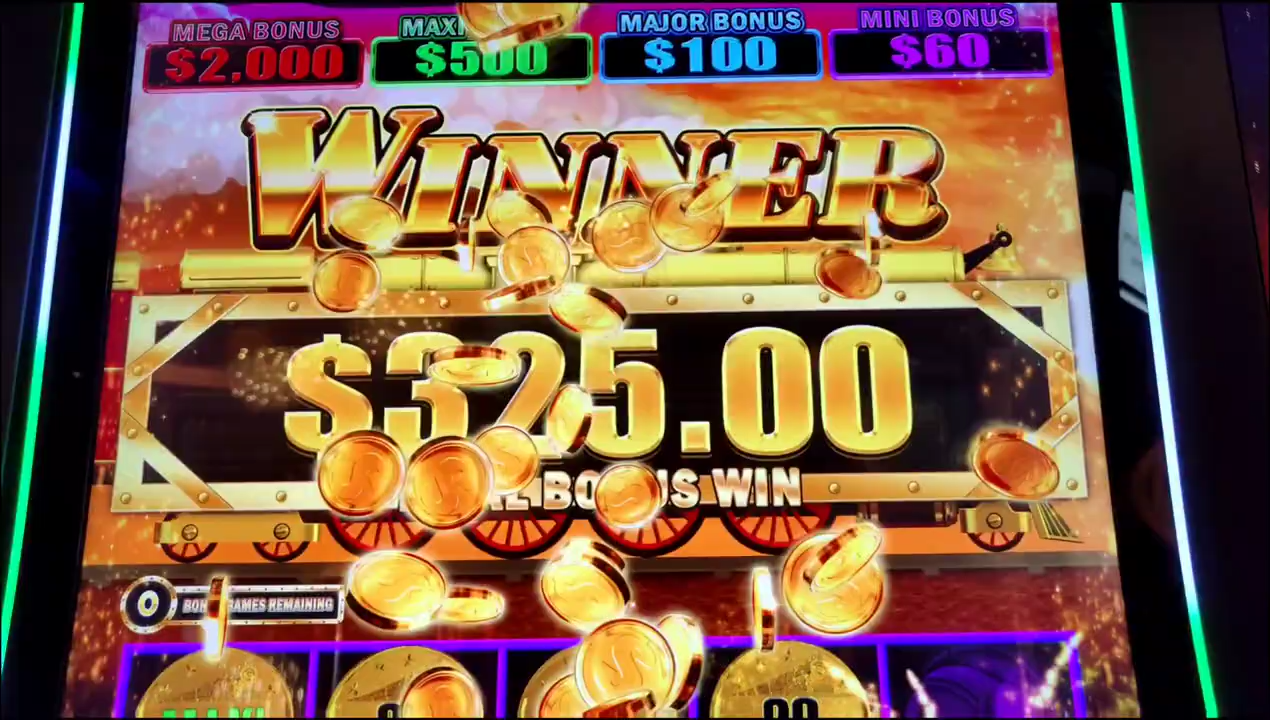 MEGA BONUS
$2,000
MAXI
$500
MAJOR BONUS
$100
MINI BONUS
$60
WINNER
$325.00
WIN
0
GAMES REMAINING